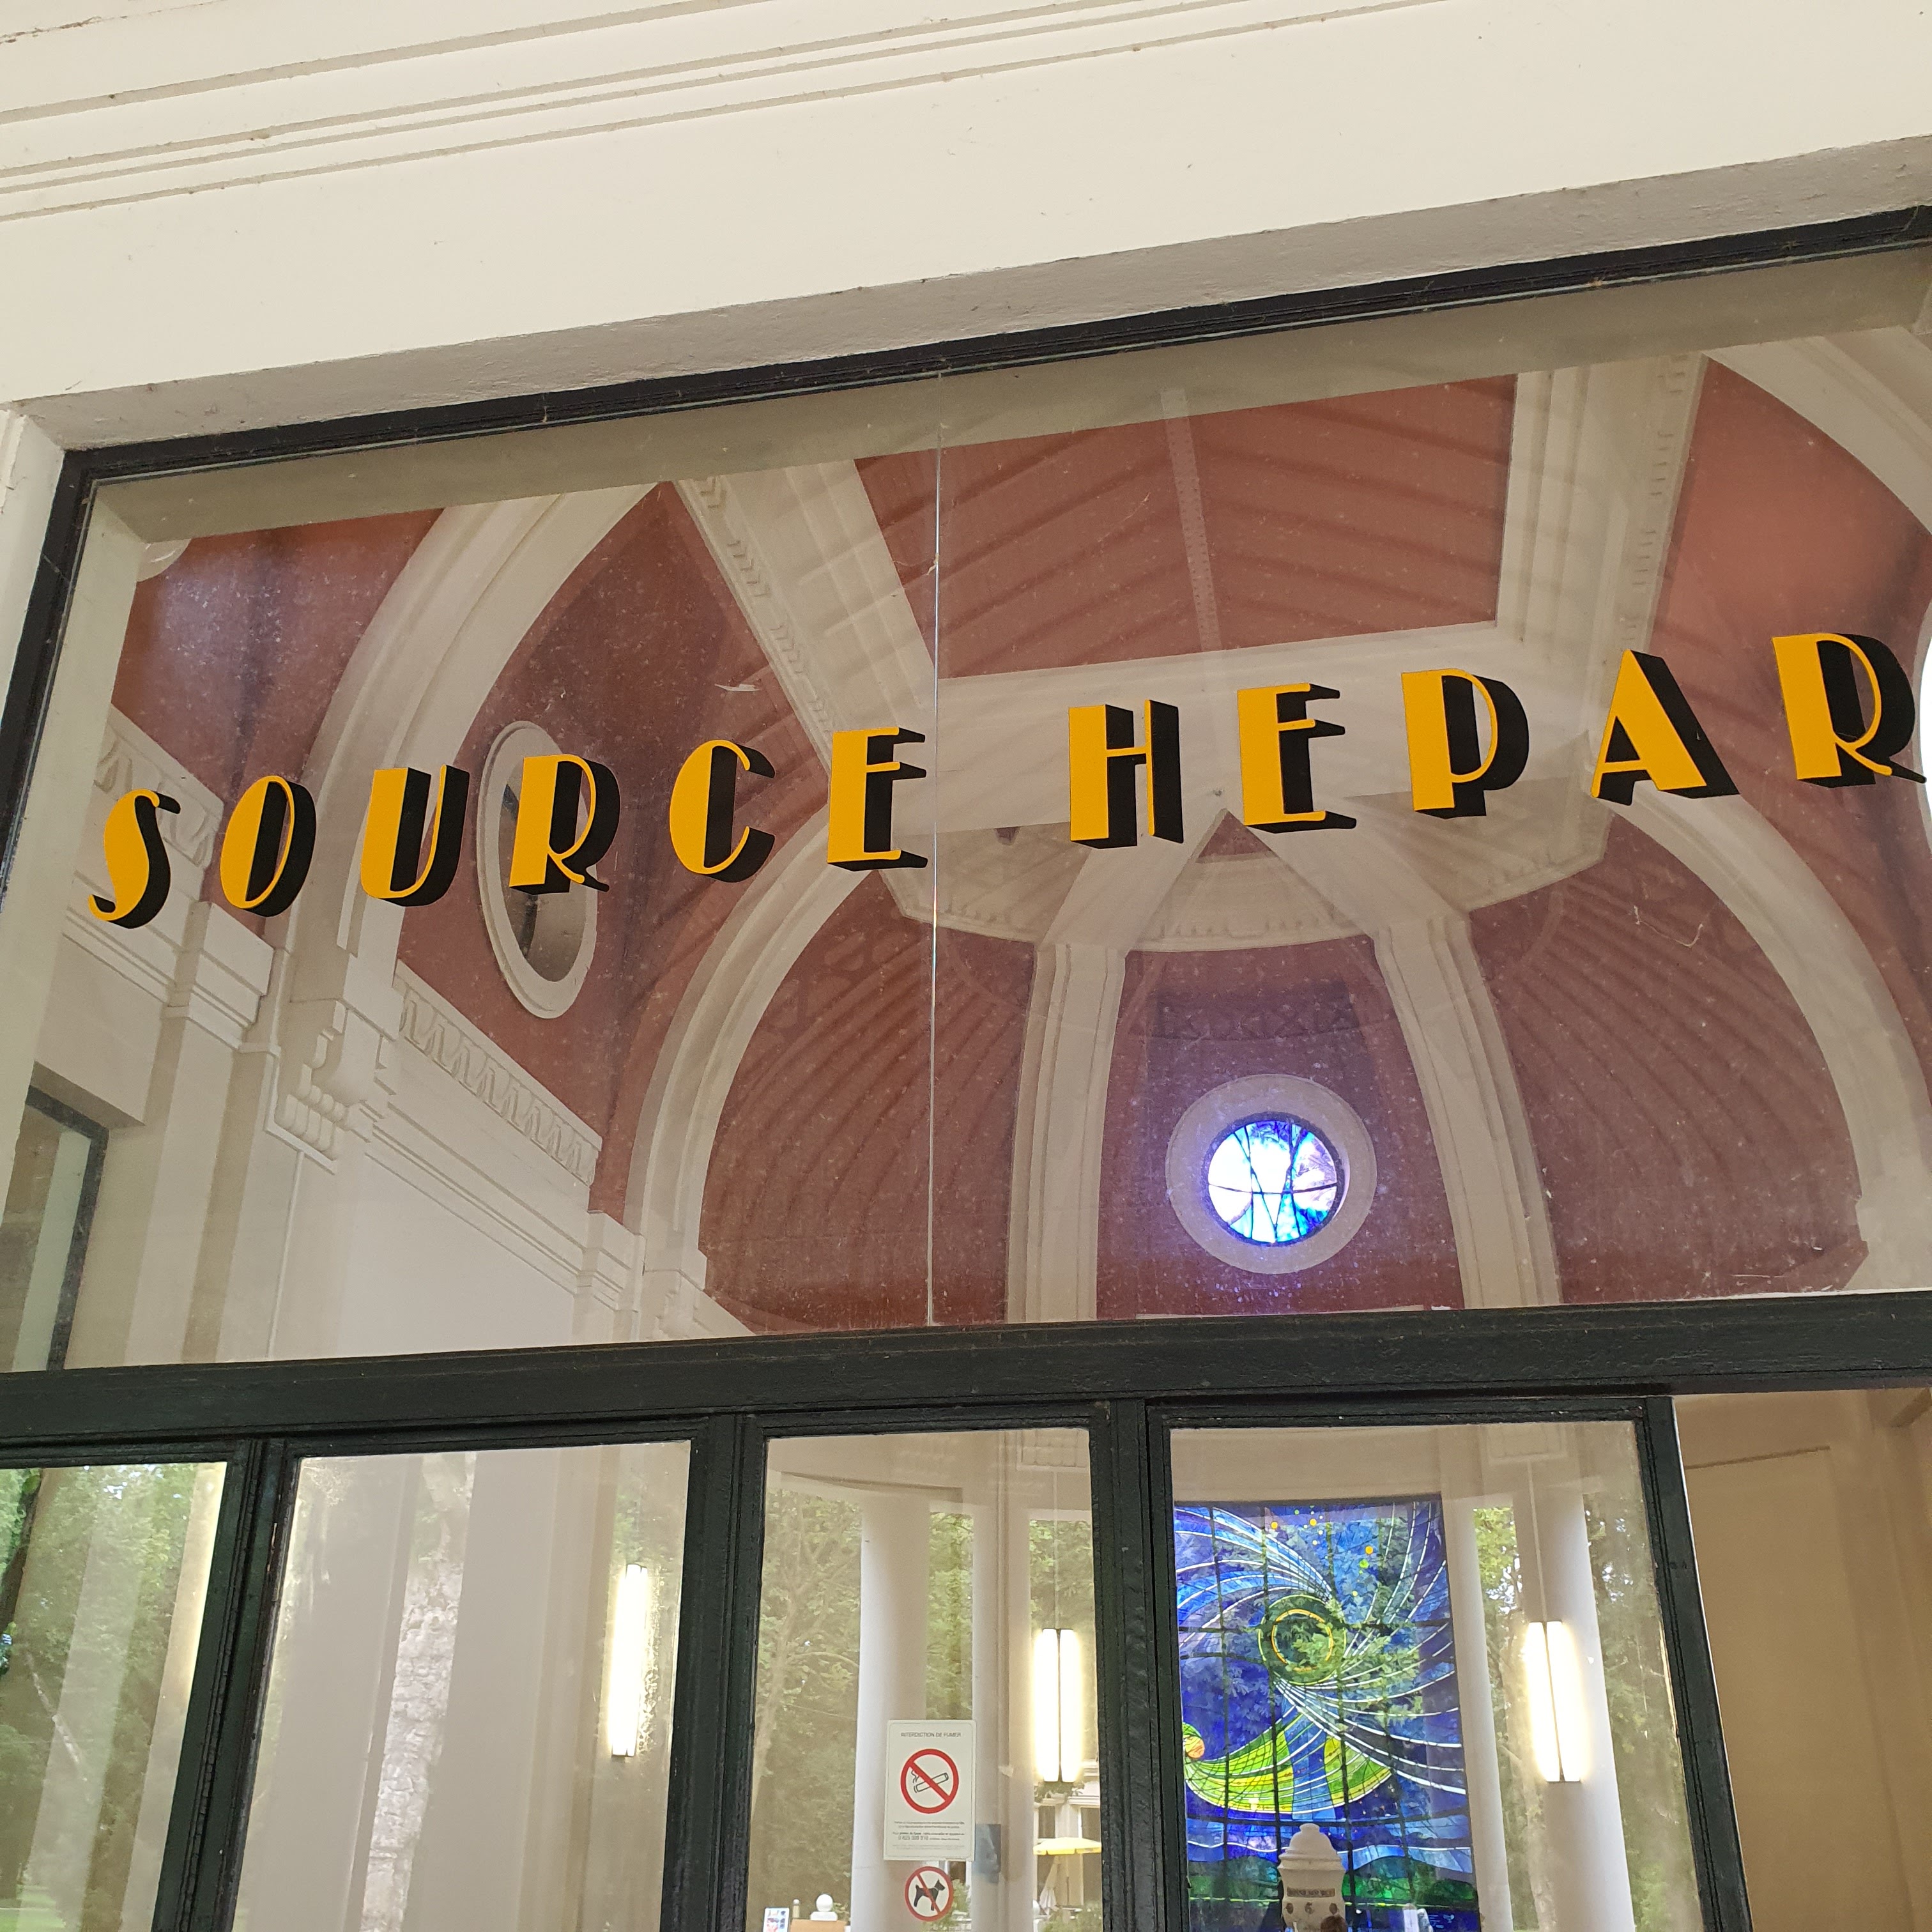 SOURCE HEPAR
INTERDICTION DE FUMER